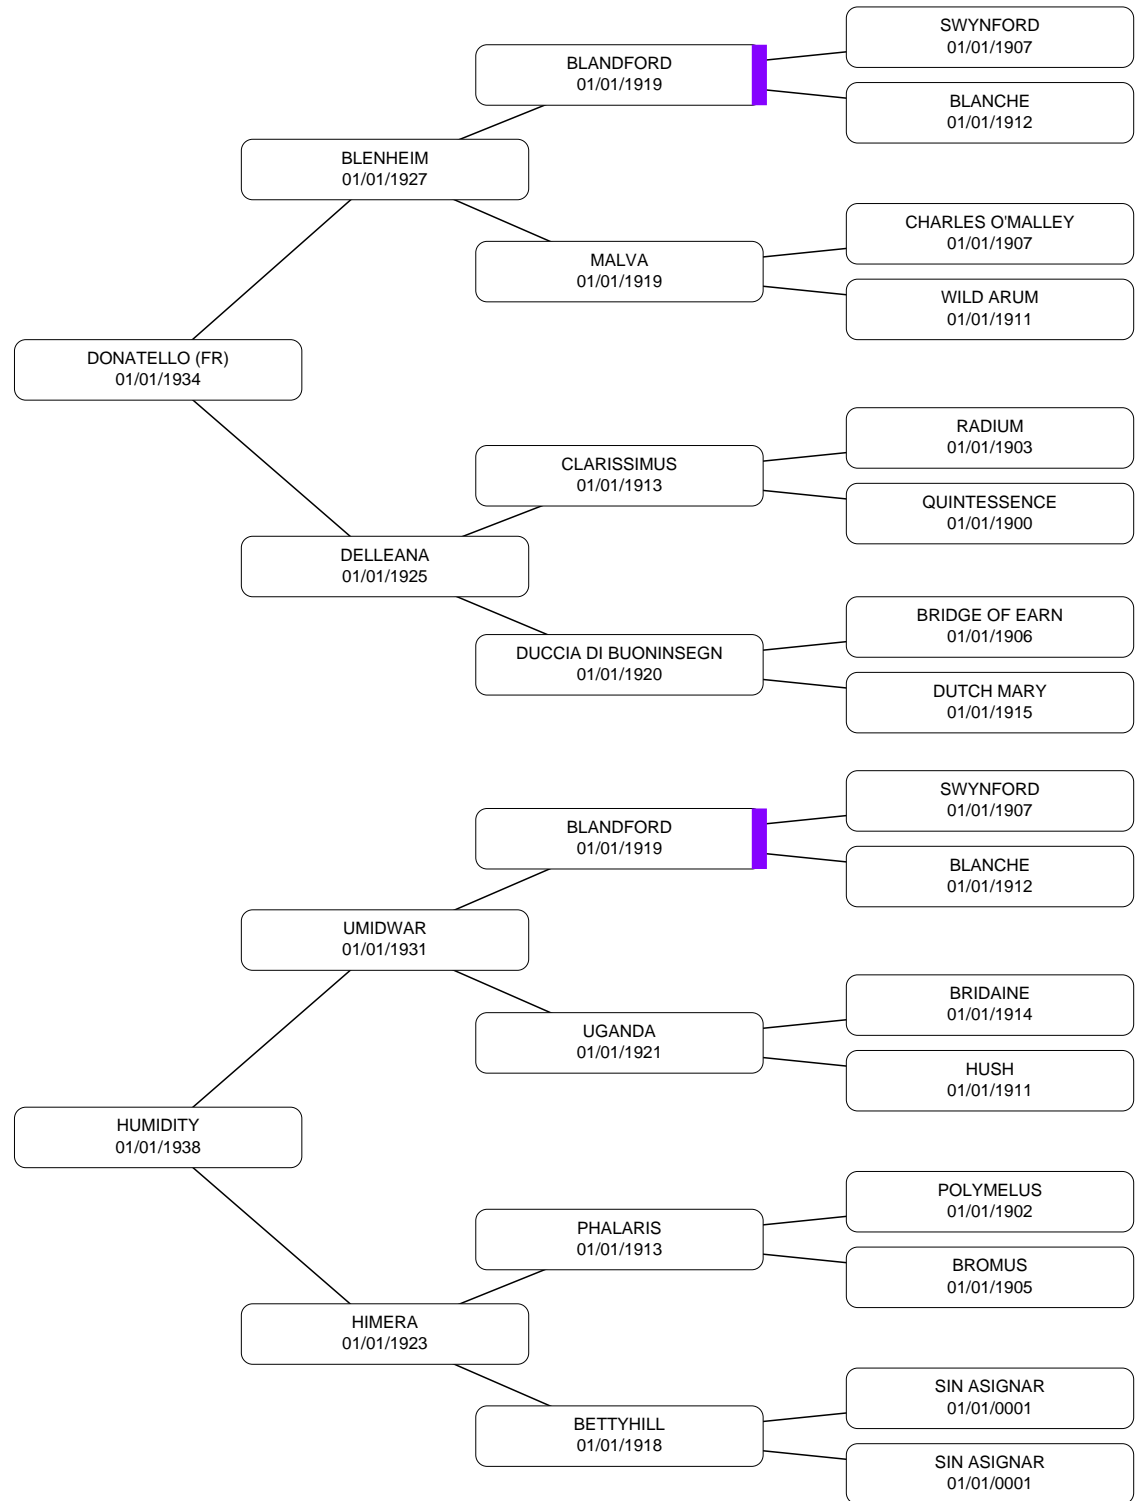 SWYNFORD
01/01/1907
BLANDFORD
01/01/1919
BLANCHE
01/01/1912
BLENHEIM
01/01/1927
CHARLES O'MALLEY
01/01/1907
MALVA
01/01/1919
WILD ARUM
01/01/1911
DONATELLO (FR)
01/01/1934
RADIUM
01/01/1903
CLARISSIMUS
01/01/1913
QUINTESSENCE
01/01/1900
DELLEANA
01/01/1925
BRIDGE OF EARN
01/01/1906
DUCCIA DI BUONINSEGN
01/01/1920
DUTCH MARY
01/01/1915
SWYNFORD
01/01/1907
BLANDFORD
01/01/1919
BLANCHE
01/01/1912
UMIDWAR
01/01/1931
BRIDAINE
01/01/1914
UGANDA
01/01/1921
HUSH
01/01/1911
HUMIDITY
01/01/1938
POLYMELUS
01/01/1902
PHALARIS
01/01/1913
BROMUS
01/01/1905
HIMERA
01/01/1923
SIN ASIGNAR
01/01/0001
BETTYHILL
01/01/1918
SIN ASIGNAR
01/01/0001